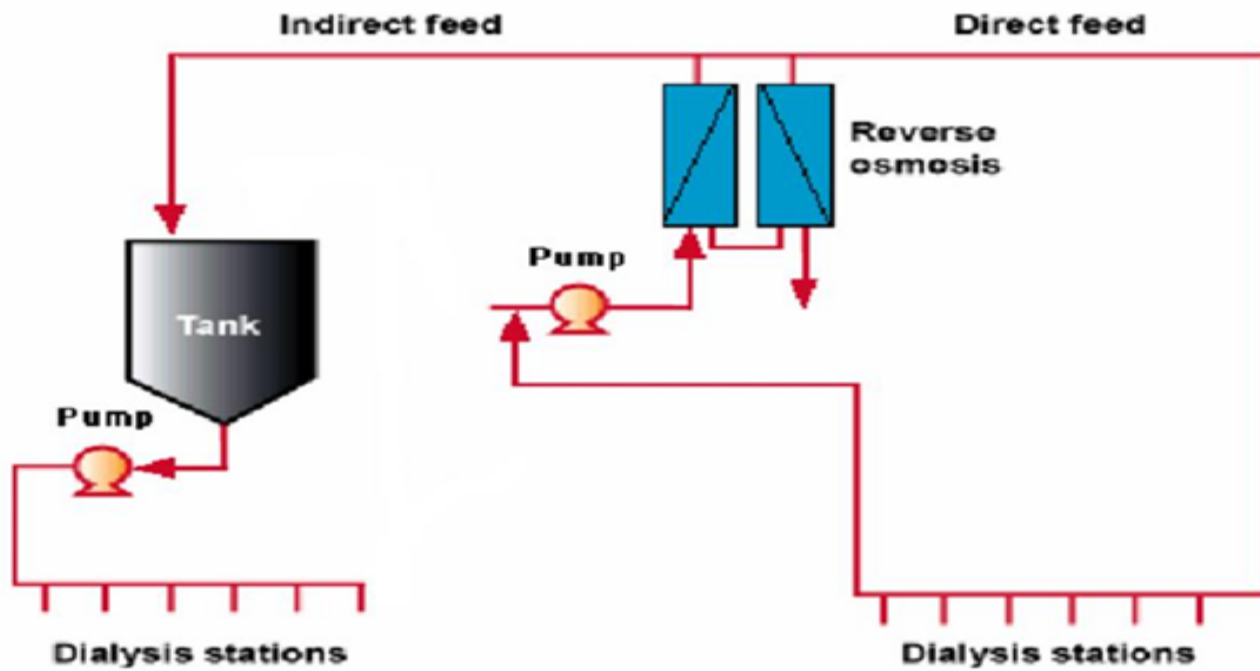 Indirect feed
Direct feed
Reverse
osmosis
Pump
Tank
Pump
Dialysis stations
Dialysis stations